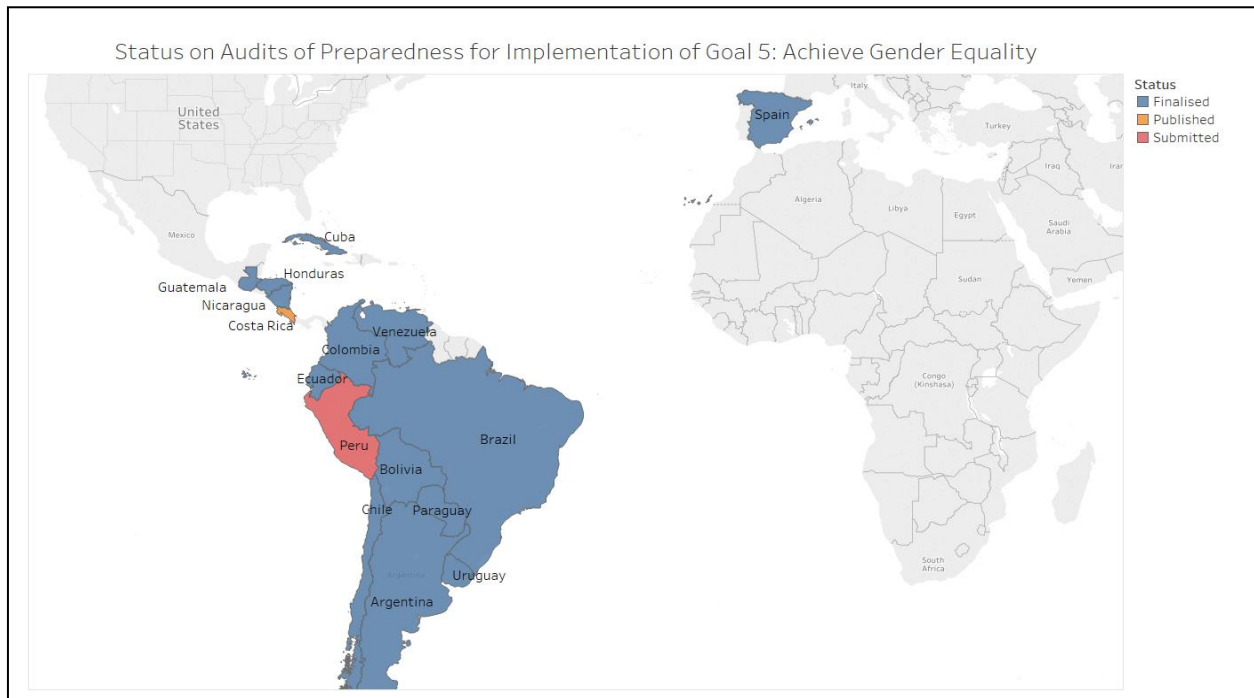 Status on Audits of Preparedness for Implementation of Goal 5: Achieve Gender Equality
Status
Finalised
Published
Submitted
United
States
Mexico
Cuba
Honduras
Guatemala
Nicaragua
Costa Rica
Venezuela
Colombia
Ecuador
Peru
Brazil
Bolivia
Chile
Paraguay
Uruguay
Argentina
Argentina
Spain
Italy
Turkey
Iraq
Iran
Algeria
Libya
Egypt
Saudi
Arabia
Sudan
Yemen
Congo
(Kinshasa)
South
Africa